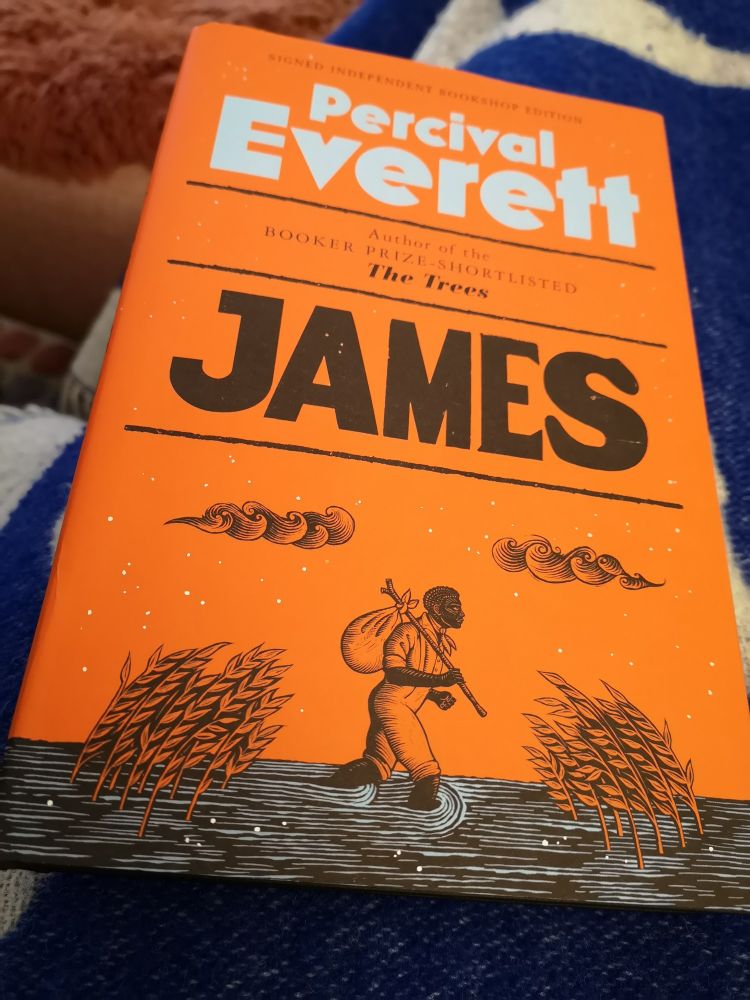 SIGNED INDEPENDENT BOOKSHOP EDITION
Percival
Everett
Author of the
BOOKER PRIZE-SHORTLISTED
The Trees
JAMES